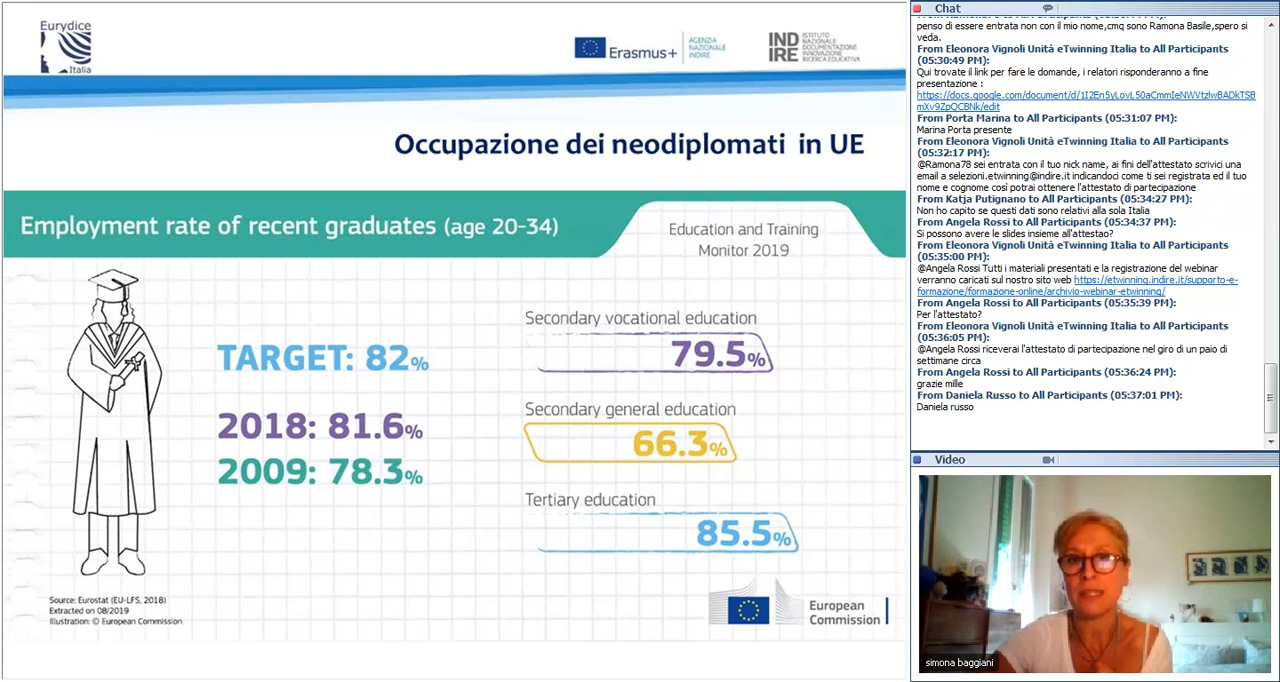 Eurydice
Italia
Erasmus+
AGENZIA
NAZIONALE
INDIRE
INDIRE
ISTITUTO
NAZIONALE
DOCUMENTAZIONE
INNOVAZIONE
RICERCA EDUCATIVA
Occupazione dei neodiplomati in UE
Employment rate of recent graduates (age 20-34)
Education and Training
Monitor 2019
TARGET: 82%
2018: 81.6%
2009: 78.3%
Secondary vocational education
79.5%
Secondary general education
66.3%
Tertiary education
85.5%
Source: Eurostat (EU-LFS, 2018)
Extracted on 08/2019
Illustration: © European Commission
European
Commission
Chat
penso di essere entrata non con il mio nome,cmq sono Ramona Basile,spero si
veda.
From Eleonora Vignoli Unità eTwinning Italia to All Participants
(05:30:49 PM):
Qui trovate il link per fare le domande, i relatori risponderanno a fine
presentazione :
https://docs.google.com/document/d/1I2En5yLovL50aCmmIeNWVtzlwBADkTSB
mXv9ZpQCBNk/edit
From Porta Marina to All Participants (05:31:07 PM):
Marina Porta presente
From Eleonora Vignoli Unità eTwinning Italia to All Participants
(05:32:17 PM):
@Ramona78 sei entrata con il tuo nick name, ai fini dell'attestato scrivici una
email a selezioni.etwinning@indire.it indicandoci come ti sei registrata ed il tuo
nome e cognome così potrai ottenere l'attestato di partecipazione
From Katja Putignano to All Participants (05:34:27 PM):
Non ho capito se questi dati sono relativi alla sola Italia
From Angela Rossi to All Participants (05:34:37 PM):
Si possono avere le slides insieme all'attestao?
From Eleonora Vignoli Unità eTwinning Italia to All Participants
(05:35:00 PM):
@Angela Rossi Tutti i materiali presentati e la registrazione del webinar
verranno caricati sul nostro sito web https://etwinning.indire.it/supporto-e-
formazione/formazione-online/archivio-webinar-etwinning/
From Angela Rossi to All Participants (05:35:39 PM):
Per l'attestato?
From Eleonora Vignoli Unità eTwinning Italia to All Participants
(05:36:05 PM):
@Angela Rossi riceverai l'attestato di partecipazione nel giro di un paio di
settimane circa
From Angela Rossi to All Participants (05:36:24 PM):
grazie mille
From Daniela Russo to All Participants (05:37:01 PM):
Daniela russo
Video
simona baggiani